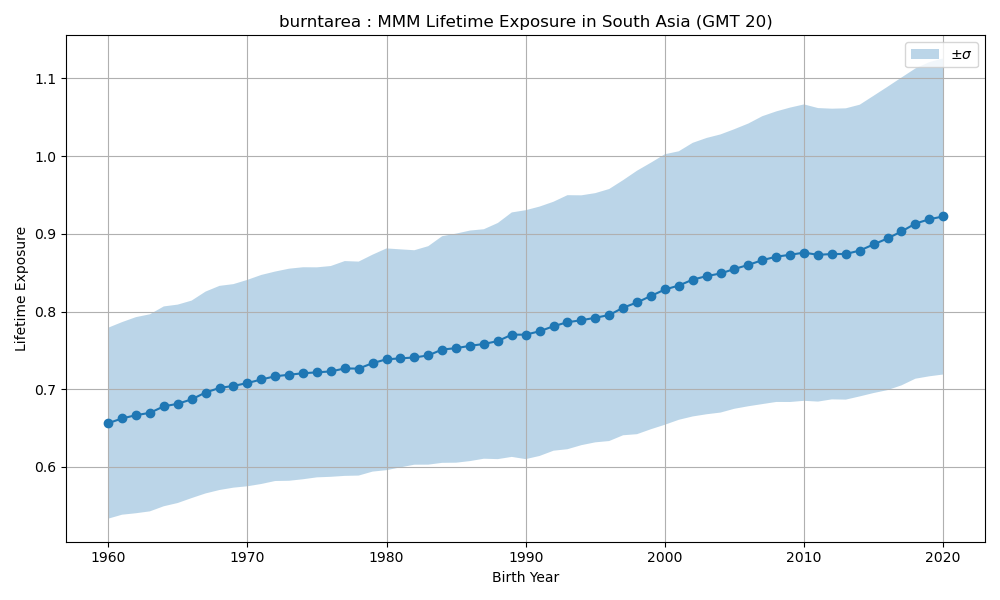 burntarea : MMM Lifetime Exposure in South Asia (GMT 20)
±σ
Lifetime Exposure
1.1
1.0
0.9
0.8
0.7
0.6
1960 1970 1980 1990 2000 2010 2020
Birth Year